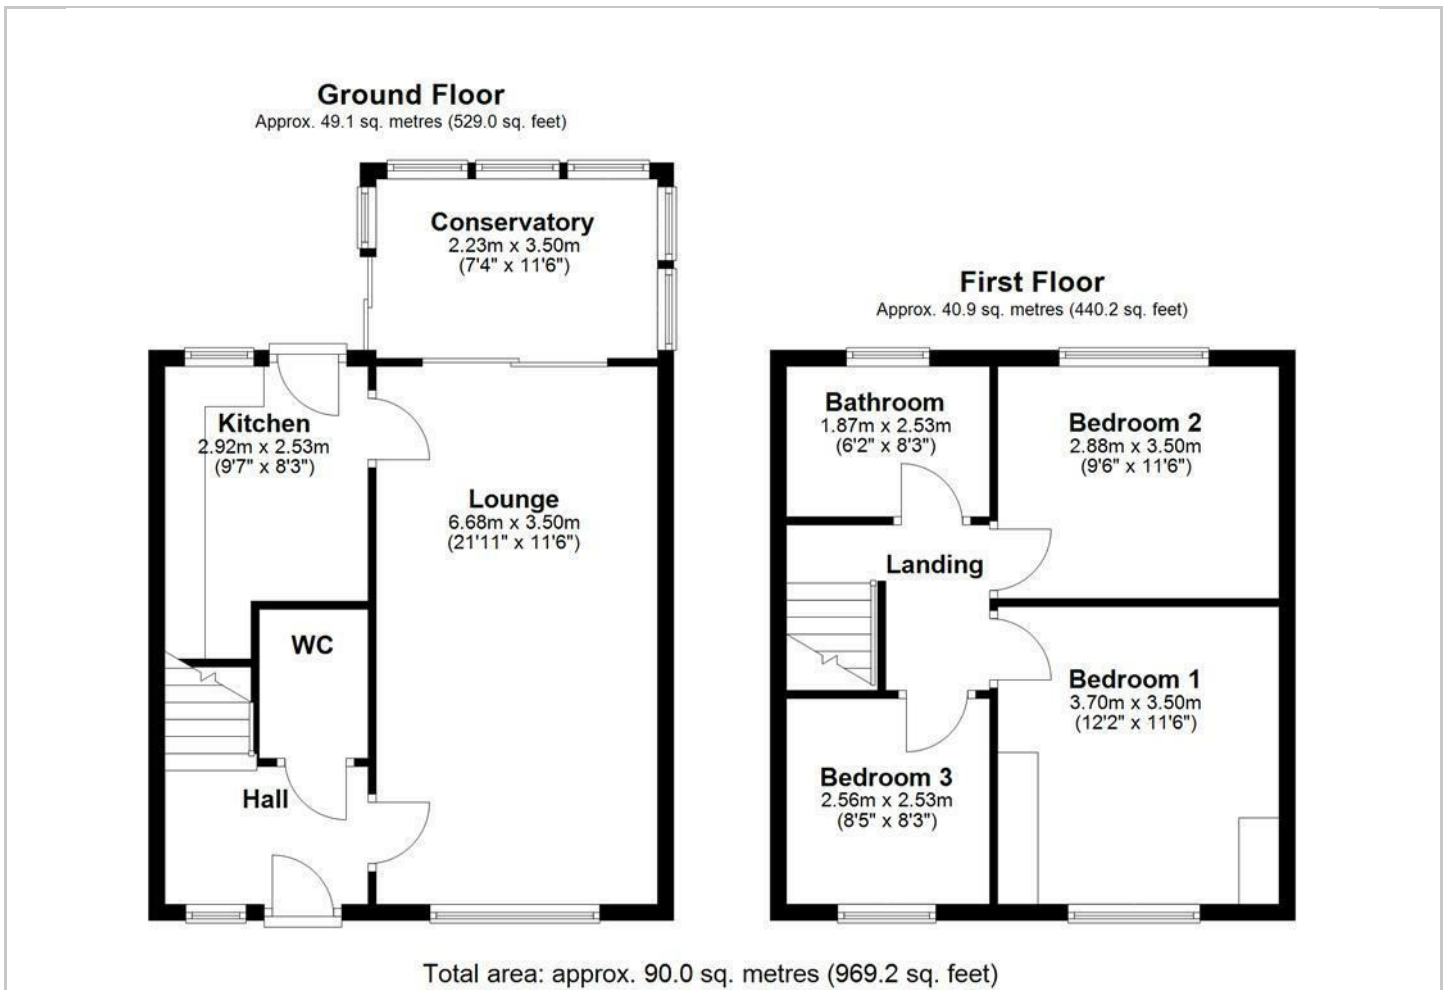 Ground Floor
Approx. 49.1 sq. metres (529.0 sq. feet)
Conservatory
2.23m x 3.50m
(7'4" x 11'6")
Kitchen
2.92m x 2.53m
(9'7" x 8'3")
Lounge
6.68m x 3.50m
(21'11" x 11'6")
WC
Hall
First Floor
Approx. 40.9 sq. metres (440.2 sq. feet)
Bathroom
1.87m x 2.53m
(6'2" x 8'3")
Bedroom 2
2.88m x 3.50m
(9'6" x 11'6")
Landing
Bedroom 1
3.70m x 3.50m
(12'2" x 11'6")
Bedroom 3
2.56m x 2.53m
(8'5" x 8'3")
Total area: approx. 90.0 sq. metres (969.2 sq. feet)